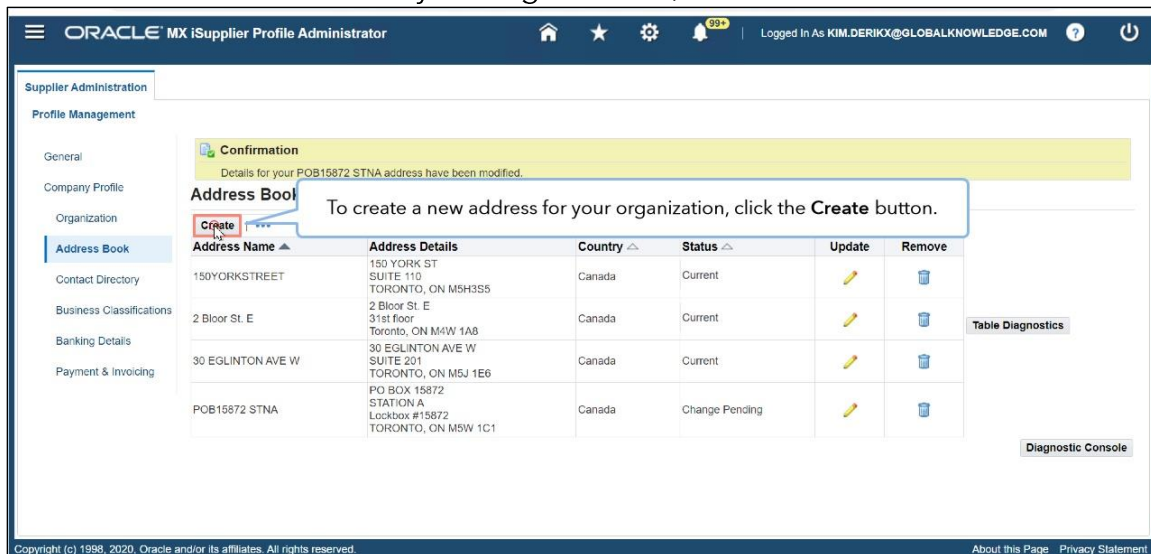 ORACLE MX iSupplier Profile Administrator 99+ Logged In As KIM.DERIKX@GLOBALKNOWLEDGE.COM ?
Supplier Administration
Profile Management
General
Company Profile
Organization
Address Book
Contact Directory
Business Classifications
Banking Details
Payment & Invoicing
Confirmation
Details for your POB15872 STNA address have been modified.
Address Book
To create a new address for your organization, click the Create button.
Create
Address Name Address Details Country Status Update Remove
150YORKSTREET 150 YORK ST Canada Current
SUITE 110
TORONTO, ON M5H3S5
2 Bloor St. E 2 Bloor St. E Canada Current
31st floor
Toronto, ON M4W 1A8
30 EGLINTON AVE W 30 EGLINTON AVE W Canada Current
SUITE 201
TORONTO, ON M5J 1E6
POB15872 STNA PO BOX 15872 Canada Change Pending
STATION A
Lockbox #15872
TORONTO, ON M5W 1C1
Table Diagnostics
Diagnostic Console
Copyright (c) 1998, 2020, Oracle and/or its affiliates. All rights reserved. About this Page Privacy Statement